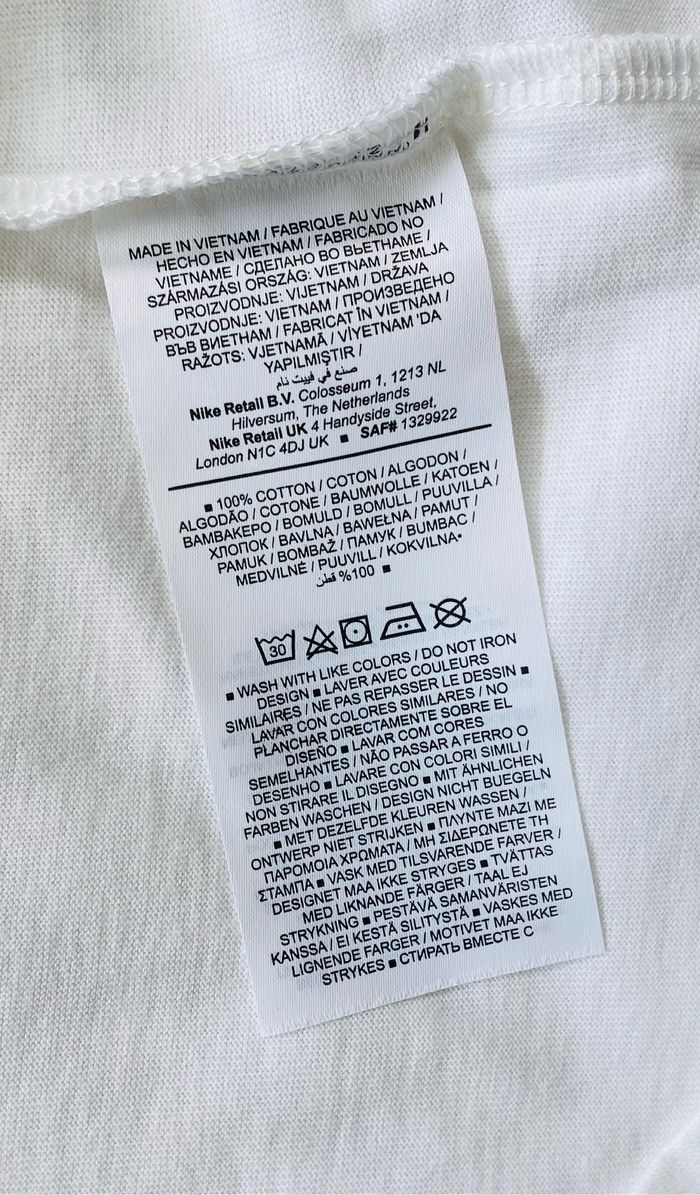 MADE IN VIETNAM / FABRIQUE AU VIETNAM /
HECHO EN VIETNAM / FABRICADO NO
VIETNAME / СДЕЛАНО ВО ВЬЕТНАМЕ /
SZÁRMAZÁSI ORSZÁG: VIETNAM / ZEMLJA
PROIZVODNJE: VIJETNAM / DRŽAVA
PROIZVODNJE: VIETNAM / ПРОИЗВЕДЕНО
ВЪВ ВИЕТНАМ / FABRICAT ÎN VIETNAM /
RAŽOTS: VJETNAMĀ / VİYETNAM 'DA
YAPILMIŞTIR /
صنع في فييت نام
Nike Retail B.V. Colosseum 1, 1213 NL
Hilversum, The Netherlands
Nike Retail UK 4 Handyside Street,
London N1C 4DJ UK ■ SAF# 1329922
■ 100% COTTON / COTON / ALGODON /
ALGODÃO / COTONE / BAUMWOLLE / KATOEN /
ΒΑΜΒΑΚΕΡΟ / BOMULD / BOMULL / PUUVILLA /
ХЛОПОК / BAVLNA / BAWEŁNA / PAMUT /
PAMUK / BOMBAŽ / ПАМУК / BUMBAC /
MEDVILNĖ / PUUVILL / KOKVILNA•
%100 قطن ■
30
■ WASH WITH LIKE COLORS / DO NOT IRON
DESIGN ■ LAVER AVEC COULEURS
SIMILAIRES / NE PAS REPASSER LE DESSIN ■
LAVAR CON COLORES SIMILARES / NO
PLANCHAR DIRECTAMENTE SOBRE EL
DISEÑO ■ LAVAR COM CORES
SEMELHANTES / NÃO PASSAR A FERRO O
DESENHO ■ LAVARE CON COLORI SIMILI /
NON STIRARE IL DISEGNO ■ MIT ÄHNLICHEN
FARBEN WASCHEN / DESIGN NICHT BUEGELN
■ MET DEZELFDE KLEUREN WASSEN /
ONTWERP NIET STRIJKEN ■ ΠΛΥΝΤΕ ΜΑΖΙ ΜΕ
ΠΑΡΟΜΟΙΑ ΧΡΩΜΑΤΑ / ΜΗ ΣΙΔΕΡΩΝΕΤΕ ΤΗ
ΣΤΑΜΠΑ ■ VASK MED TILSVARENDE FARVER /
DESIGNET MAA IKKE STRYGES ■ TVÄTTAS
MED LIKNANDE FÄRGER / TAAL EJ
STRYKNING ■ PESTÄVÄ SAMANVÄRISTEN
KANSSA / EI KESTÄ SILITYSTÄ ■ VASKES MED
LIGNENDE FARGER / MOTIVET MAA IKKE
STRYKES ■ СТИРАТЬ ВМЕСТЕ С